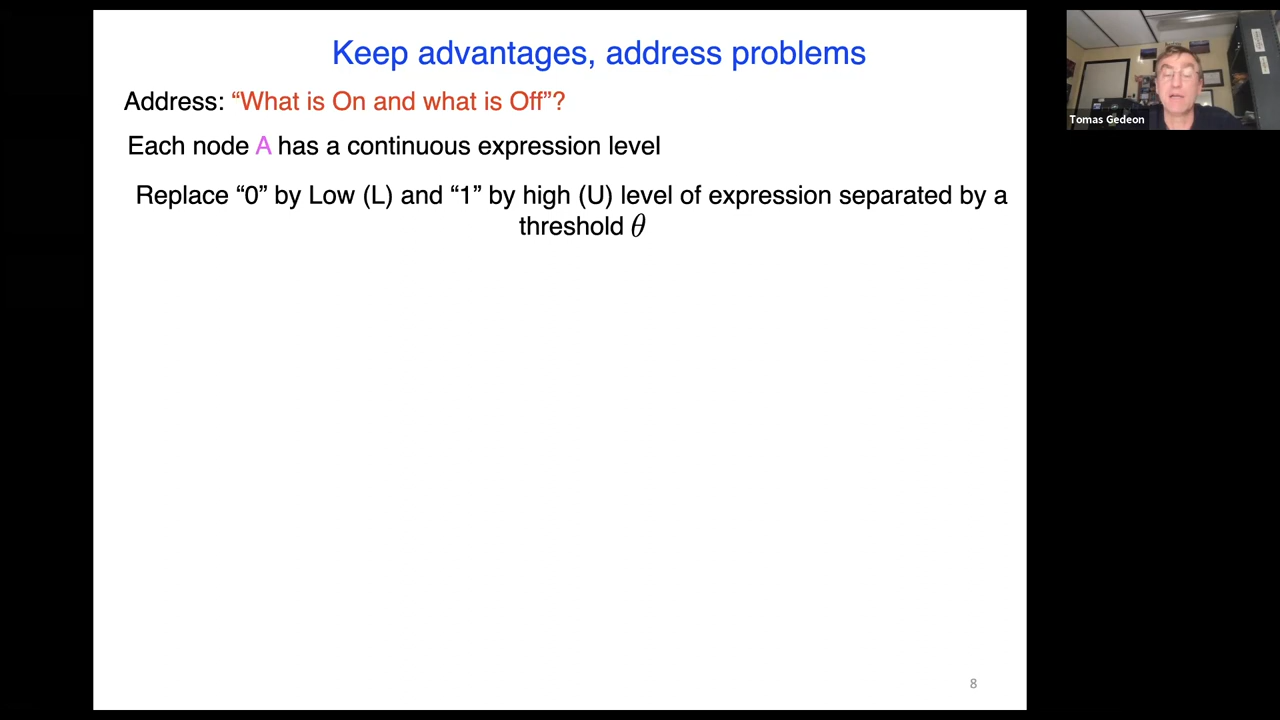 Keep advantages, address problems
Address: “What is On and what is Off”?
Each node A has a continuous expression level
Replace “0” by Low (L) and “1” by high (U) level of expression separated by a
threshold θ
8
Tomas Gedeon